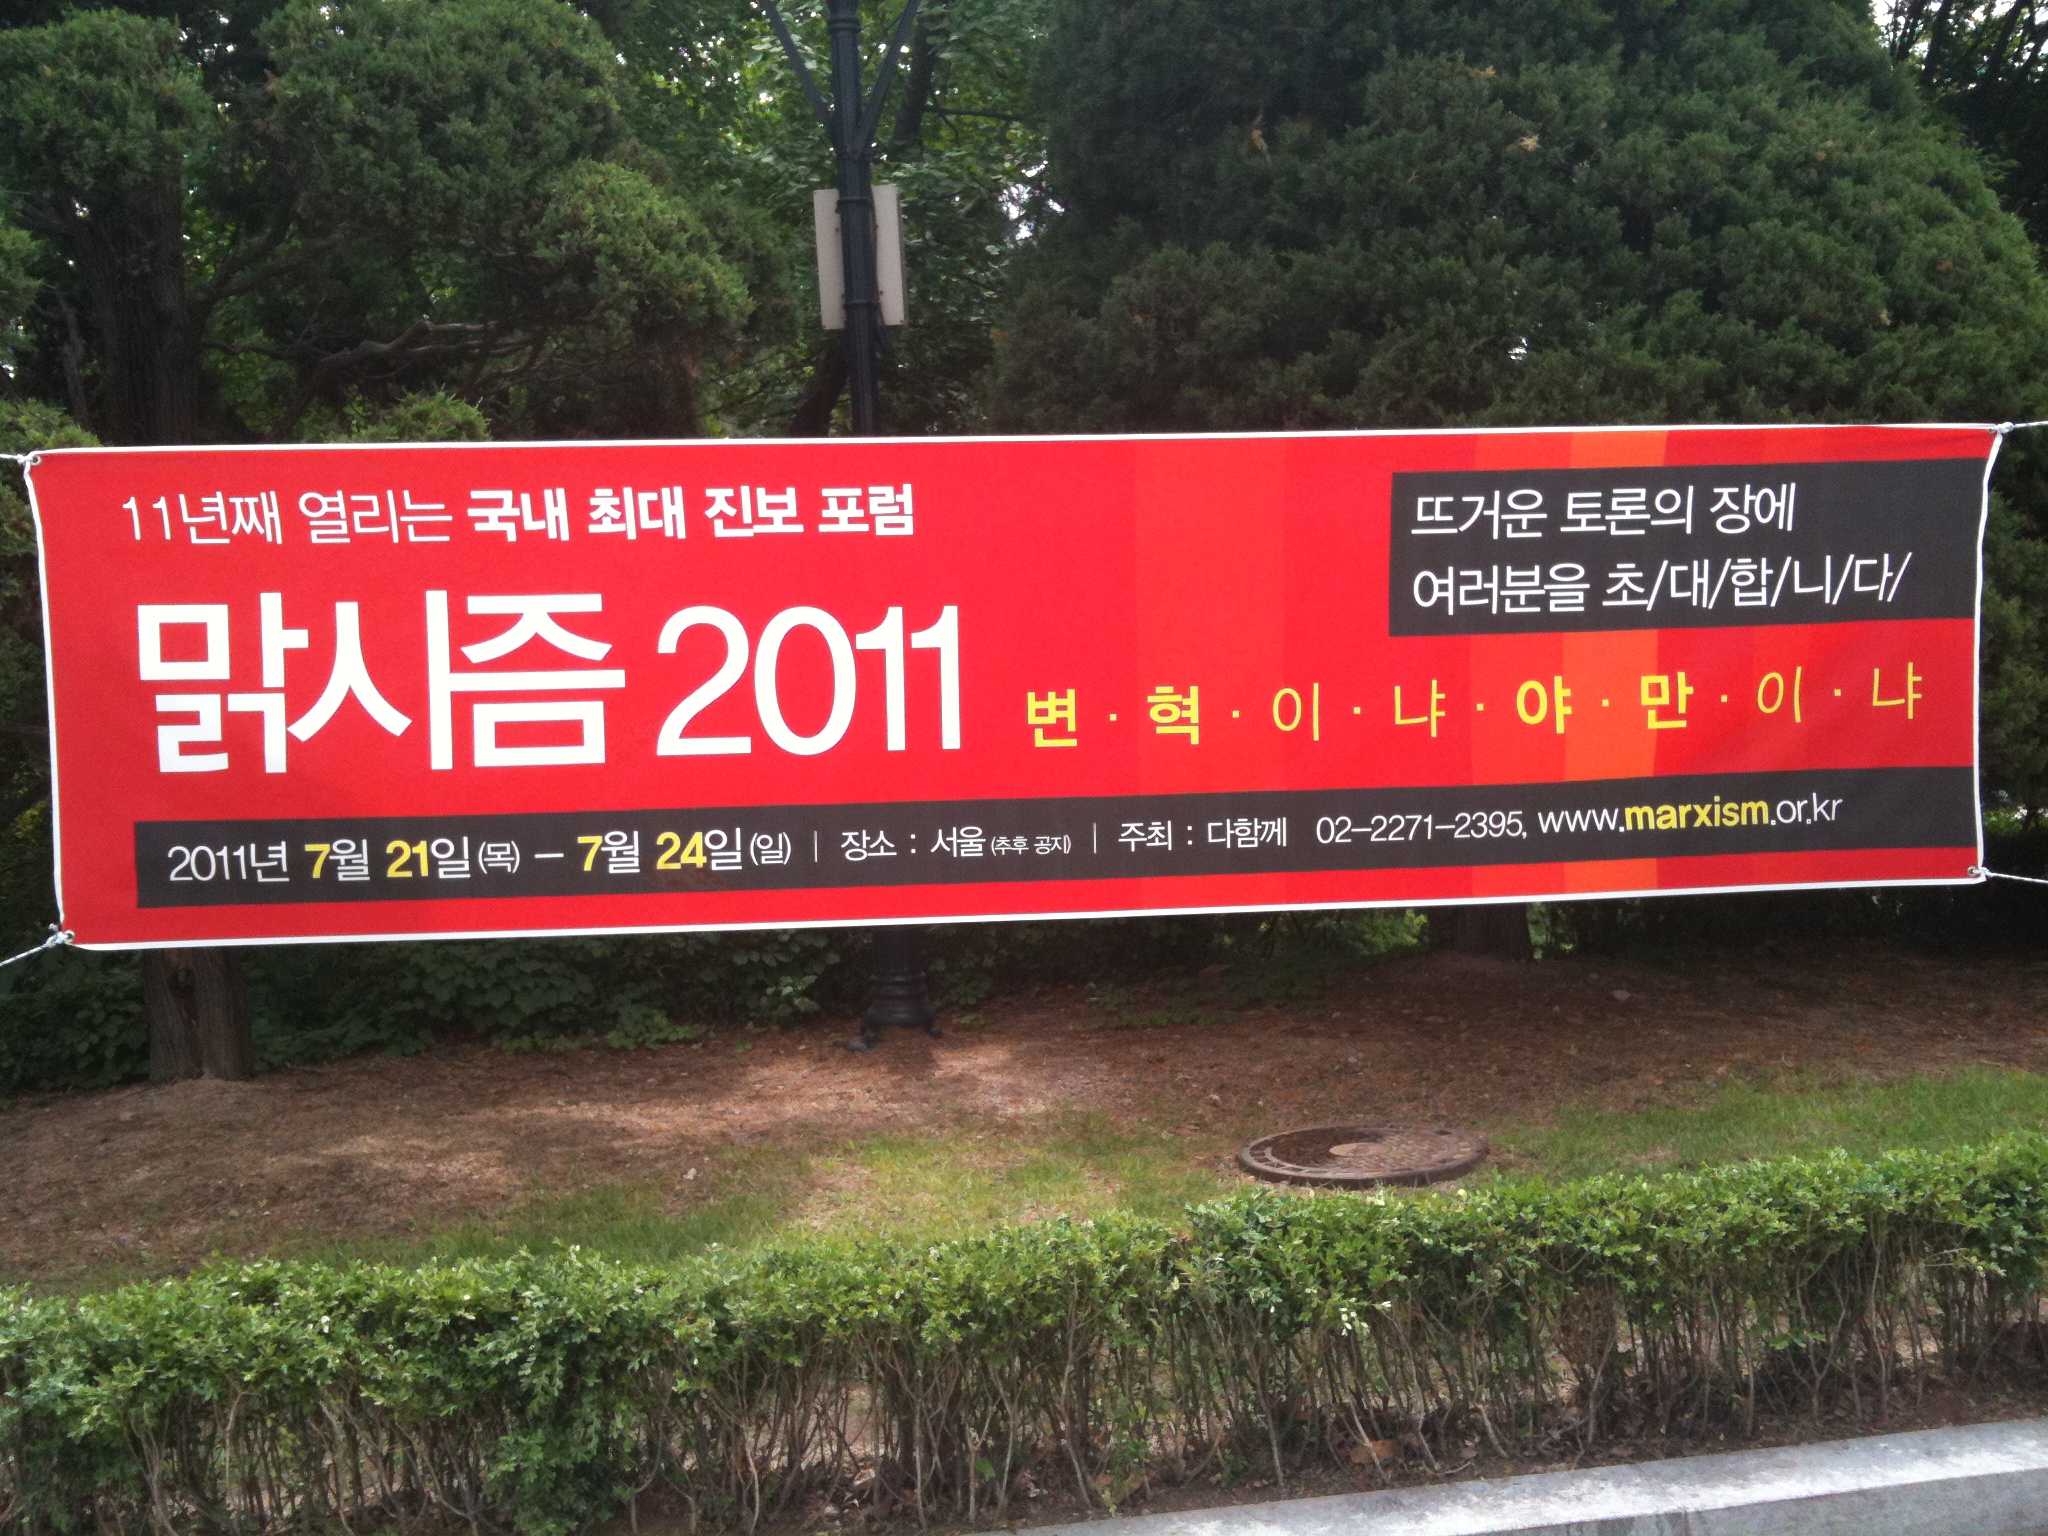 11년째 열리는 국내 최대 진보 포럼
맑시즘 2011
뜨거운 토론의 장에
여러분을 초/대/합/니/다/
변·혁·이·냐·야·만·이·냐
2011년 7월 21일(목) – 7월 24일(일) | 장소 : 서울(추후 공지) | 주최 : 다함께 02-2271-2395, www.marxism.or.kr